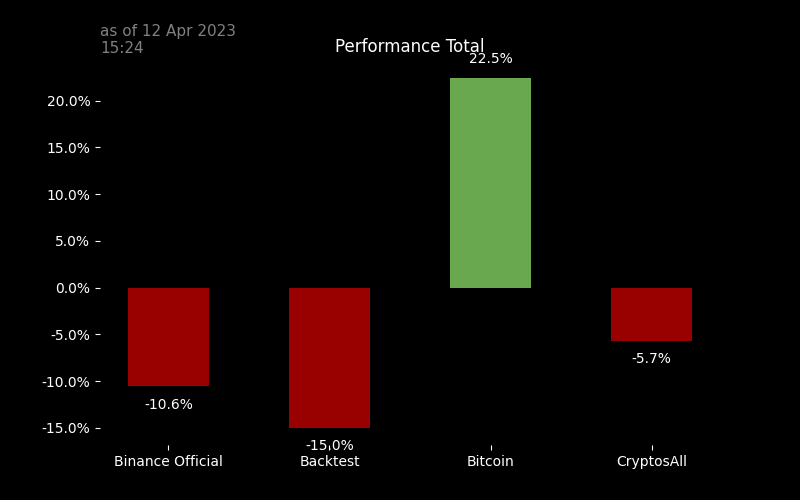 as of 12 Apr 2023
15:24
Performance Total
22.5%
20.0%
15.0%
10.0%
5.0%
0.0%
-5.0%
-5.7%
-10.0%
-10.6%
-15.0%
-15.0%
Binance Official
Backtest
Bitcoin
CryptosAll